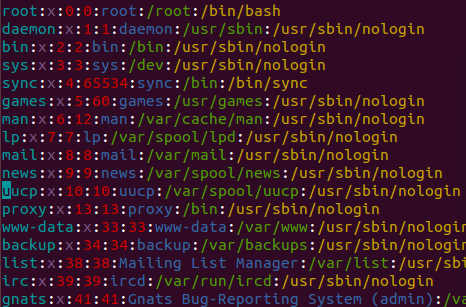 root:x:0:0:root:/root:/bin/bash
daemon:x:1:1:daemon:/usr/sbin:/usr/sbin/nologin
bin:x:2:2:bin:/bin:/usr/sbin/nologin
sys:x:3:3:sys:/dev:/usr/sbin/nologin
sync:x:4:65534:sync:/bin:/bin/sync
games:x:5:60:games:/usr/games:/usr/sbin/nologin
man:x:6:12:man:/var/cache/man:/usr/sbin/nologin
lp:x:7:7:lp:/var/spool/lpd:/usr/sbin/nologin
mail:x:8:8:mail:/var/mail:/usr/sbin/nologin
news:x:9:9:news:/var/spool/news:/usr/sbin/nologin
uucp:x:10:10:uucp:/var/spool/uucp:/usr/sbin/nologin
proxy:x:13:13:proxy:/bin:/usr/sbin/nologin
www-data:x:33:33:www-data:/var/www:/usr/sbin/nologin
backup:x:34:34:backup:/var/backups:/usr/sbin/nologin
list:x:38:38:Mailing List Manager:/var/list:/usr/sbi
irc:x:39:39:ircd:/var/run/ircd:/usr/sbin/nologin
gnats:x:41:41:Gnats Bug-Reporting System (admin):/va